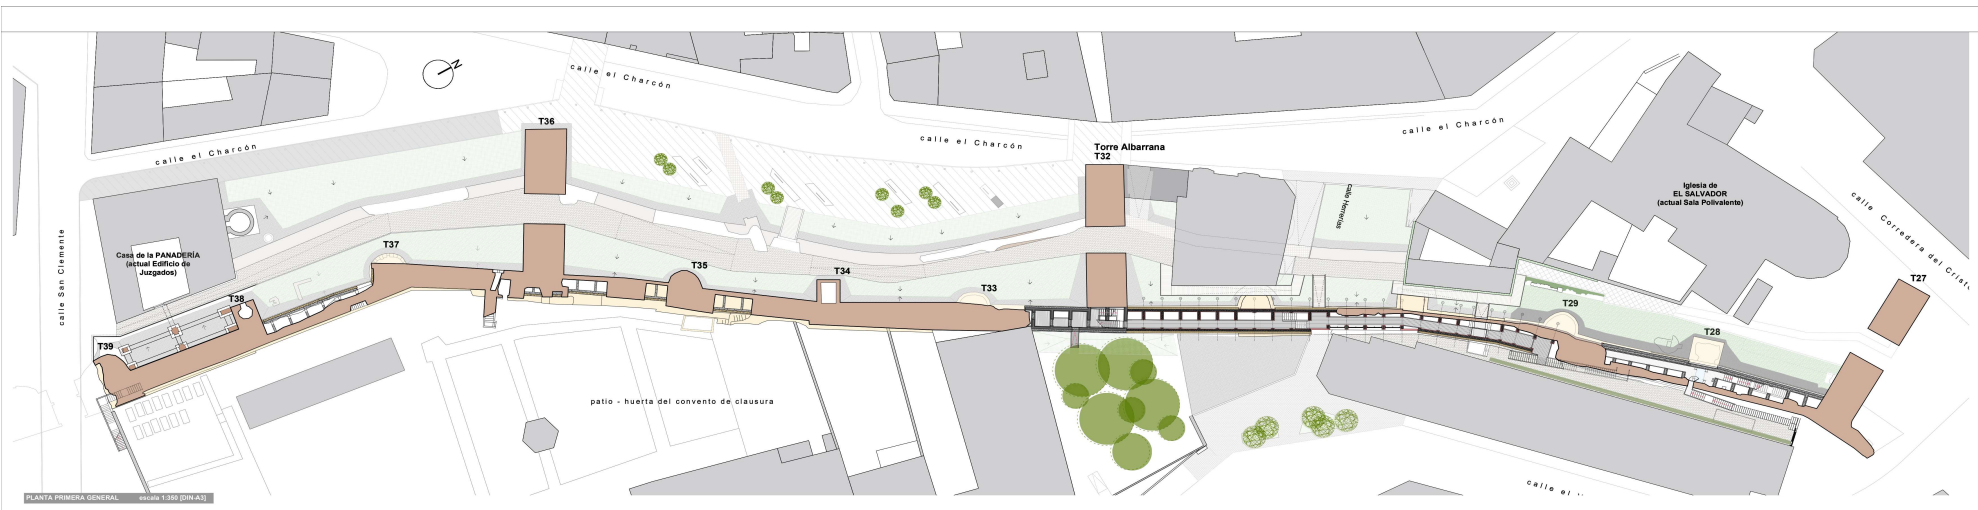 N
calle el Charcón
calle el Charcón
calle el Charcón
calle el Charcón
T36
Torre Albarrana
T32
calle Herrerías
Iglesia de
EL SALVADOR
(actual Sala Polivalente)
calle Corredera del Cristo
calle San Clemente
Casa de la PANADERÍA
(actual Edificio de
Juzgados)
T37
T35
T34
T33
T38
T39
T29
T28
T27
patio - huerta del convento de clausura
calle el
PLANTA PRIMERA GENERAL escala 1:350 [DIN-A3]